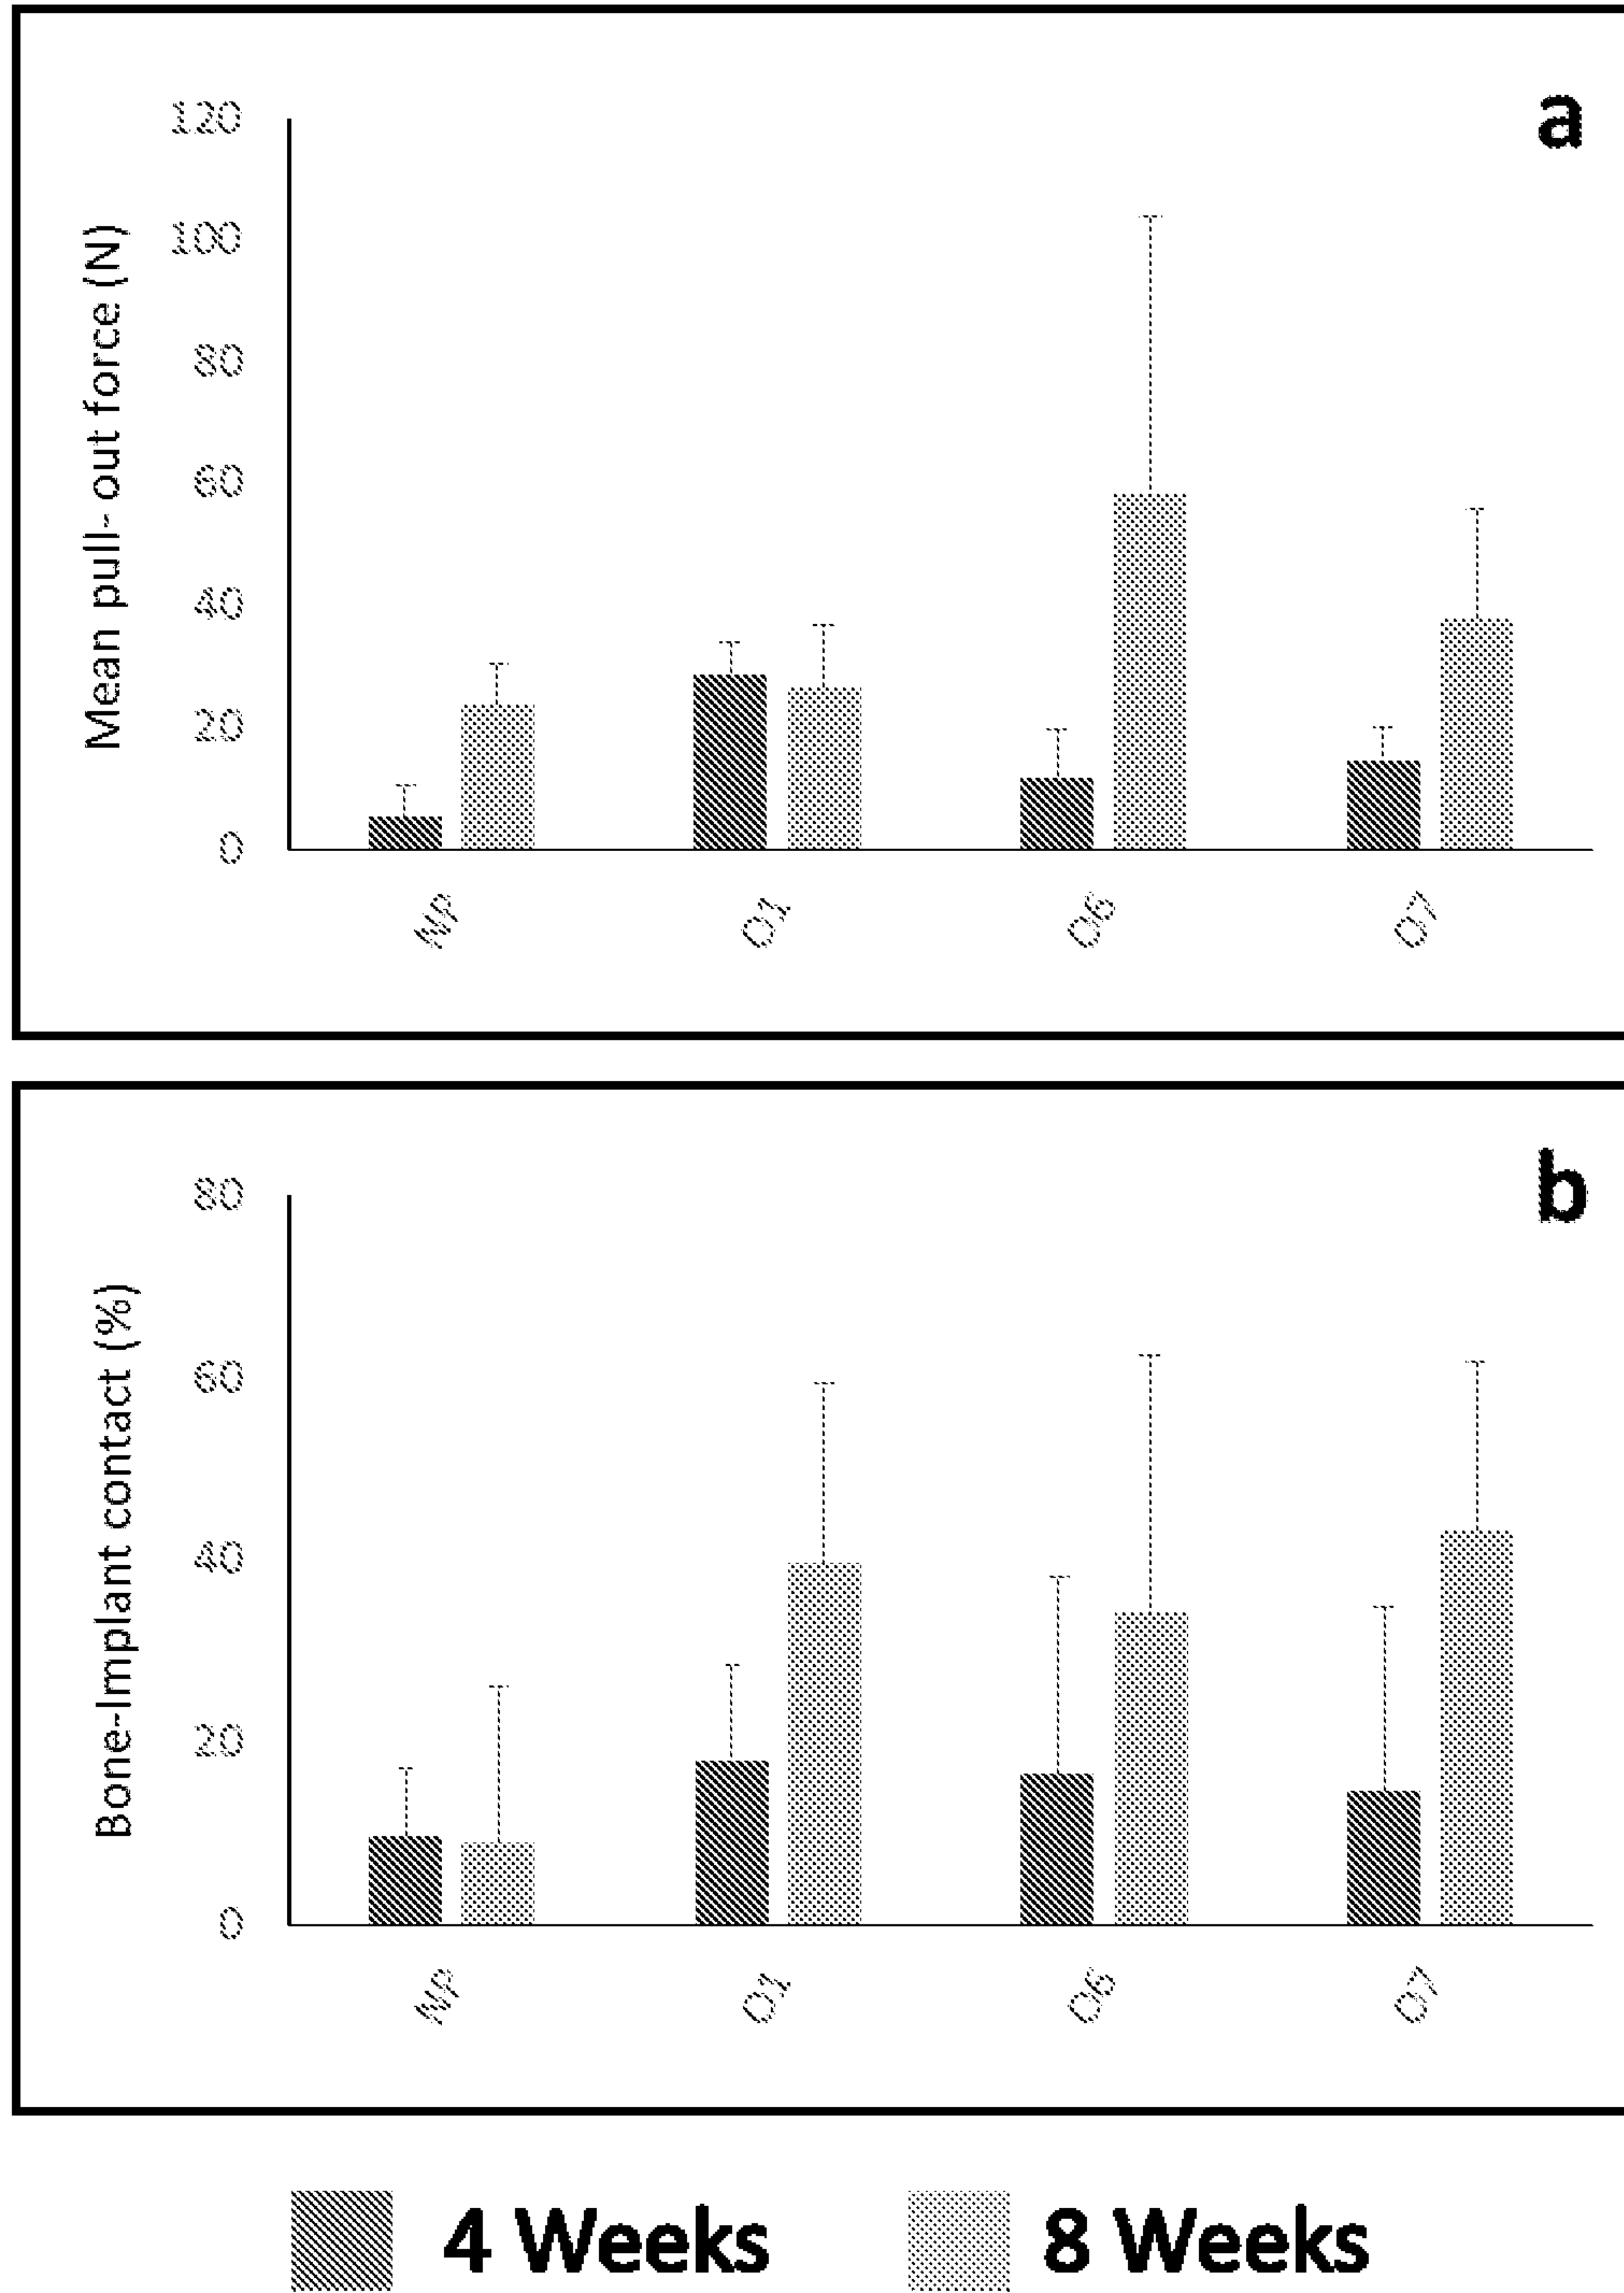 a
Mean pull- out force (N)
120
100
80
60
40
20
0
NP
O1
O6
O7
b
Bone-Implant contact (%)
80
60
40
20
0
NP
O1
O6
O7
4 Weeks
8 Weeks